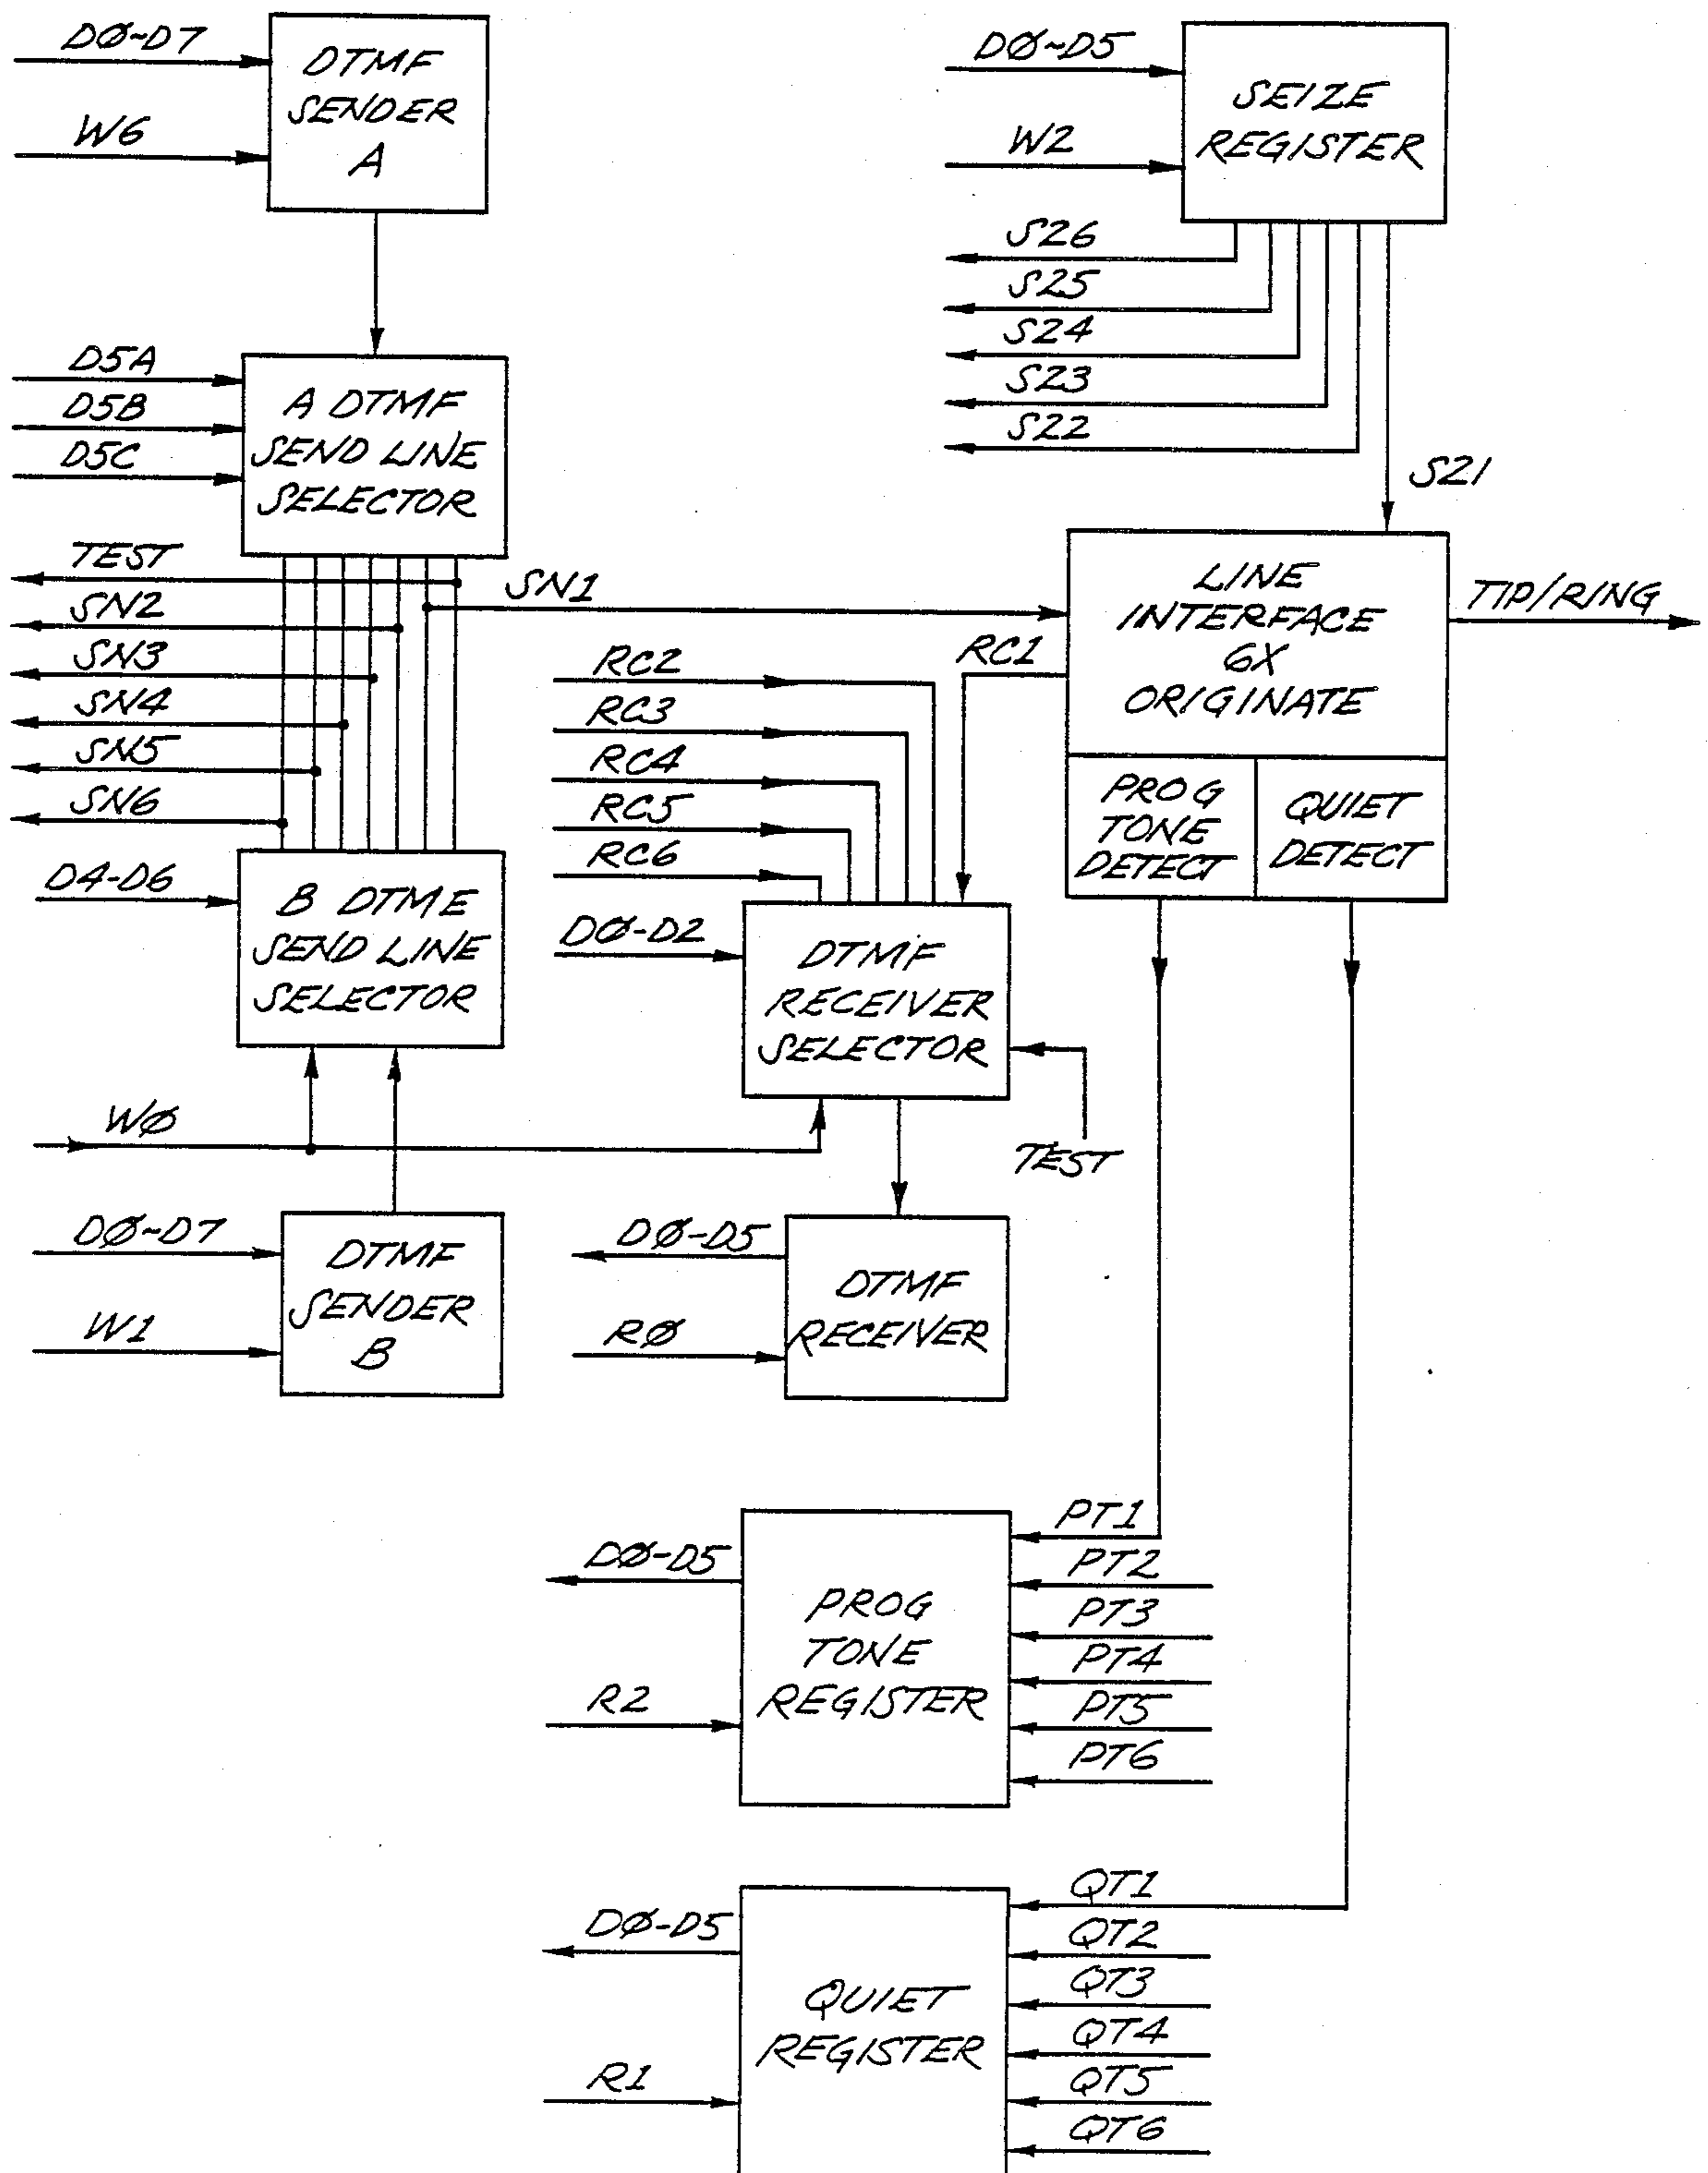 DØ~D7
W6
DTMF
SENDER
A
DØ~D5
W2
SEIZE
REGISTER
S26
S25
S24
S23
S22
S21
D5A
D5B
D5C
A DTMF
SEND LINE
SELECTOR
TEST
SN1
SN2
SN3
SN4
SN5
SN6
LINE
INTERFACE
6X
ORIGINATE
TIP/RING
PROG
TONE
DETECT
QUIET
DETECT
RC1
RC2
RC3
RC4
RC5
RC6
D4-D6
B DTME
SEND LINE
SELECTOR
DØ-D2
DTMF
RECEIVER
SELECTOR
TEST
WØ
DØ~D7
W1
DTMF
SENDER
B
DØ-D5
RØ
DTMF
RECEIVER
DØ-D5
R2
PROG
TONE
REGISTER
PT1
PT2
PT3
PT4
PT5
PT6
DØ-D5
R1
QUIET
REGISTER
QT1
QT2
QT3
QT4
QT5
QT6